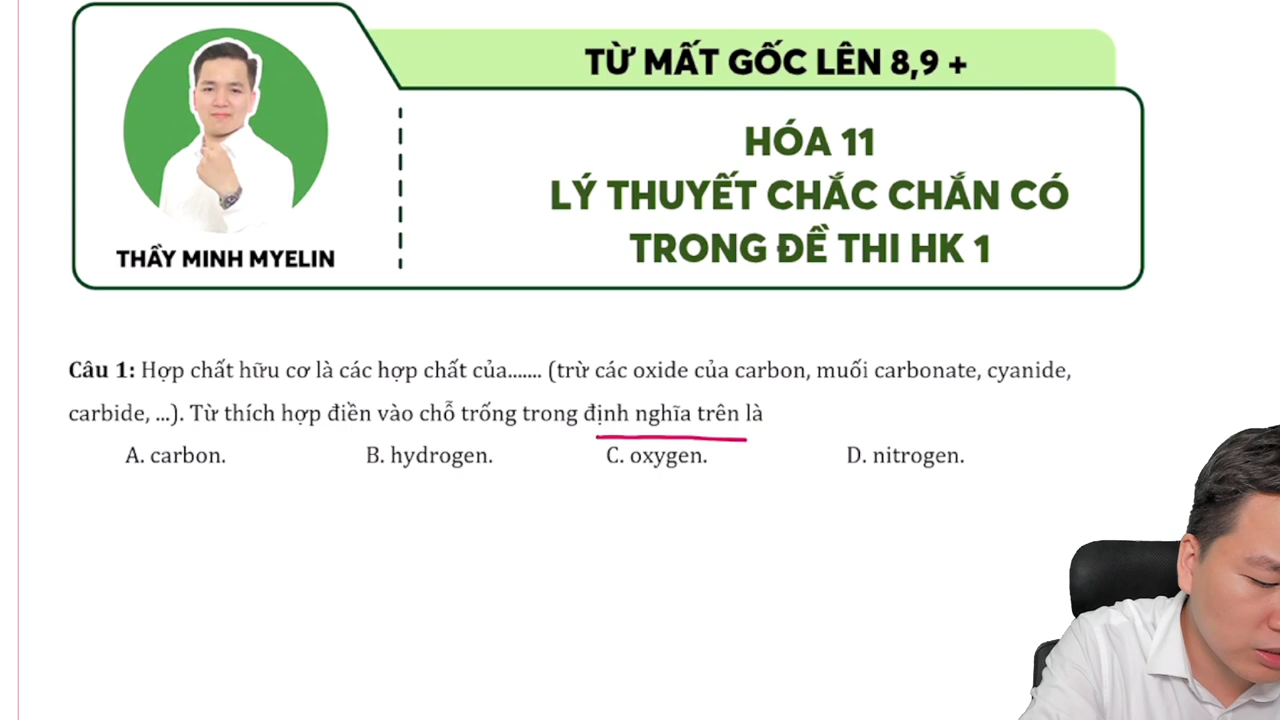 TỪ MẤT GỐC LÊN 8,9 +
HÓA 11
LÝ THUYẾT CHẮC CHẮN CÓ
TRONG ĐỀ THI HK 1
THẦY MINH MYELIN
Câu 1: Hợp chất hữu cơ là các hợp chất của....... (trừ các oxide của carbon, muối carbonate, cyanide,
carbide, ...). Từ thích hợp điền vào chỗ trống trong định nghĩa trên là
A. carbon. B. hydrogen. C. oxygen. D. nitrogen.